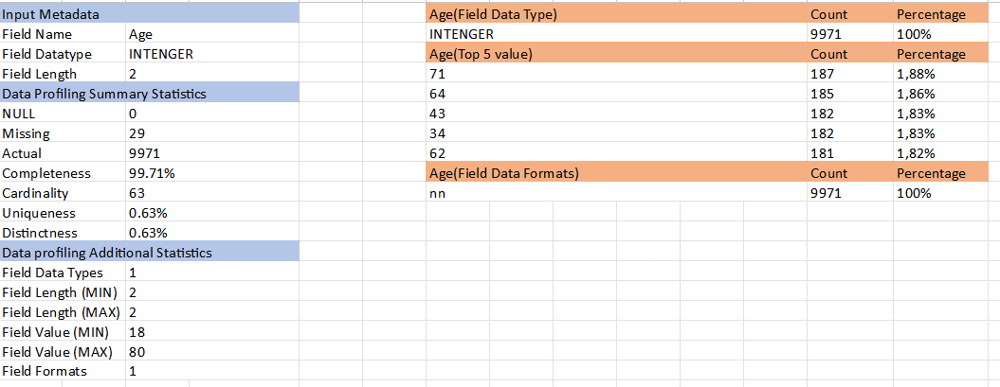 Input Metadata
Field Name Age
Field Datatype INTENGER
Field Length 2
Data Profiling Summary Statistics
NULL 0
Missing 29
Actual 9971
Completeness 99.71%
Cardinality 63
Uniqueness 0.63%
Distinctness 0.63%
Data profiling Additional Statistics
Field Data Types 1
Field Length (MIN) 2
Field Length (MAX) 2
Field Value (MIN) 18
Field Value (MAX) 80
Field Formats 1
Age(Field Data Type) Count Percentage
INTENGER 9971 100%
Age(Top 5 value) Count Percentage
71 187 1,88%
64 185 1,86%
43 182 1,83%
34 182 1,83%
62 181 1,82%
Age(Field Data Formats) Count Percentage
nn 9971 100%